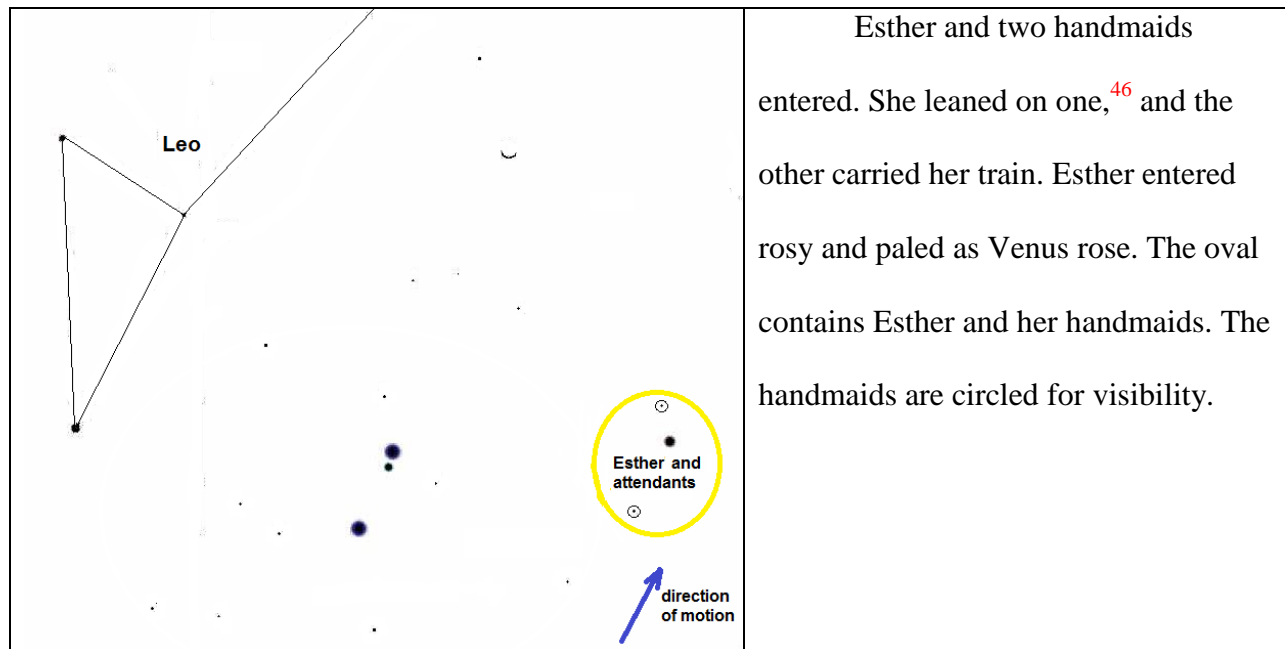 Leo
Esther and
attendants
direction
of motion
Esther and two handmaids
entered. She leaned on one,46 and the
other carried her train. Esther entered
rosy and paled as Venus rose. The oval
contains Esther and her handmaids. The
handmaids are circled for visibility.